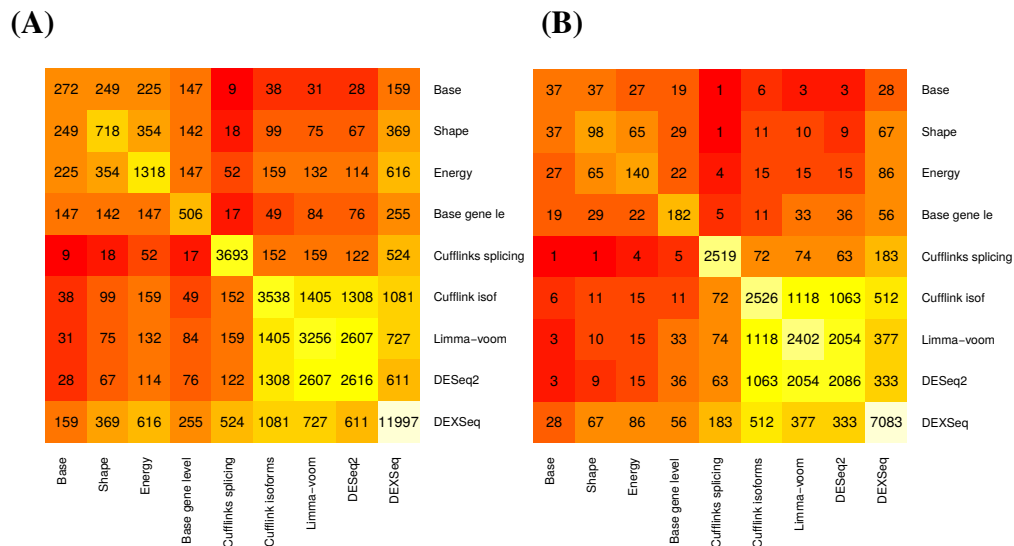 (A) (B)
272 249 225 147 9 38 31 28 159 Base
249 718 354 142 18 99 75 67 369 Shape
225 354 1318 147 52 159 132 114 616 Energy
147 142 147 506 17 49 84 76 255 Base gene le
9 18 52 17 3693 152 159 122 524 Cufflinks splicing
38 99 159 49 152 3538 1405 1308 1081 Cufflink isof
31 75 132 84 159 1405 3256 2607 727 Limma-voom
28 67 114 76 122 1308 2607 2616 611 DESeq2
159 369 616 255 524 1081 727 611 11997 DEXSeq
Base
Shape
Energy
Base gene level
Cufflinks splicing
Cufflink isoforms
Limma-voom
DESeq2
DEXSeq
37 37 27 19 1 6 3 3 28 Base
37 98 65 29 1 11 10 9 67 Shape
27 65 140 22 4 15 15 15 86 Energy
19 29 22 182 5 11 33 36 56 Base gene le
1 1 4 5 2519 72 74 63 183 Cufflinks splicing
6 11 15 11 72 2526 1118 1063 512 Cufflink isof
3 10 15 33 74 1118 2402 2054 377 Limma-voom
3 9 15 36 63 1063 2054 2086 333 DESeq2
28 67 86 56 183 512 377 333 7083 DEXSeq
Base
Shape
Energy
Base gene level
Cufflinks splicing
Cufflink isoforms
Limma-voom
DESeq2
DEXSeq